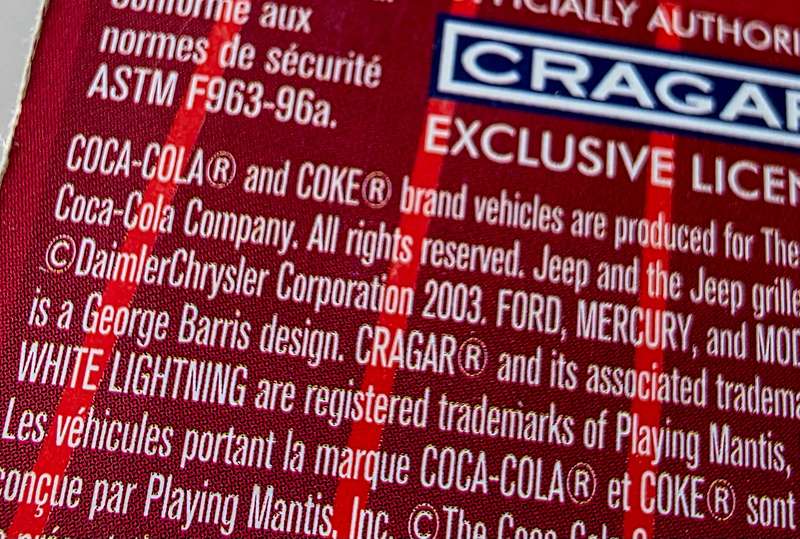 Conforme aux
normes de sécurité
ASTM F963-96a.
OFFICIALLY AUTHORI
CRAGAR
EXCLUSIVE LICEN
COCA-COLA® and COKE® brand vehicles are produced for The
Coca-Cola Company. All rights reserved. Jeep and the Jeep grille
©DaimlerChrysler Corporation 2003. FORD, MERCURY, and MOD
is a George Barris design. CRAGAR® and its associated tradema
WHITE LIGHTNING are registered trademarks of Playing Mantis,
Les véhicules portant la marque COCA-COLA® et COKE® sont
conçue par Playing Mantis, Inc. ©The Coca-Cola